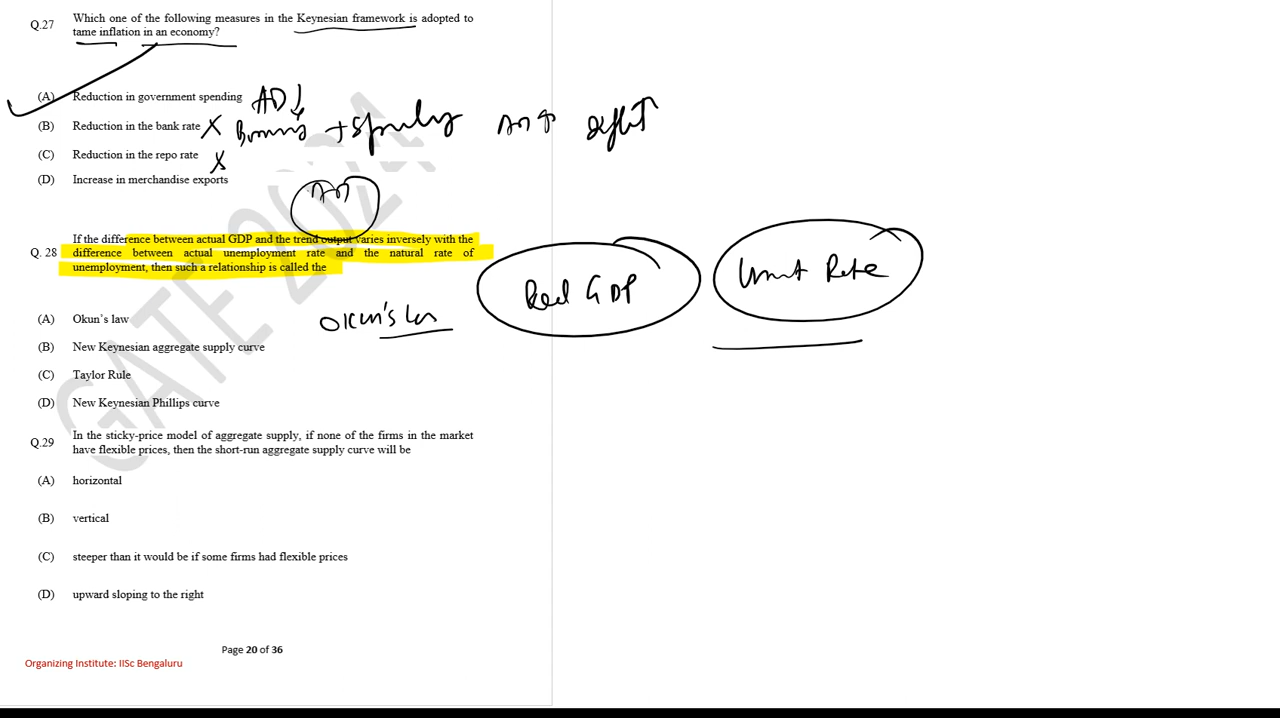 Q.27 Which one of the following measures in the Keynesian framework is adopted to
tame inflation in an economy?
(A) Reduction in government spending AD↓
(B) Reduction in the bank rate X
(C) Reduction in the repo rate X
(D) Increase in merchandise exports
If the difference between actual GDP and the trend output varies inversely with the
Q. 28 difference between actual unemployment rate and the natural rate of
unemployment, then such a relationship is called the
Real GDP
Rate
(A) Okun's law
Okun's
(B) New Keynesian aggregate supply curve
(C) Taylor Rule
(D) New Keynesian Phillips curve
Q.29 In the sticky-price model of aggregate supply, if none of the firms in the market
have flexible prices, then the short-run aggregate supply curve will be
(A) horizontal
(B) vertical
(C) steeper than it would be if some firms had flexible prices
(D) upward sloping to the right
Page 20 of 36
Organizing Institute: IISc Bengaluru
GATE 2024